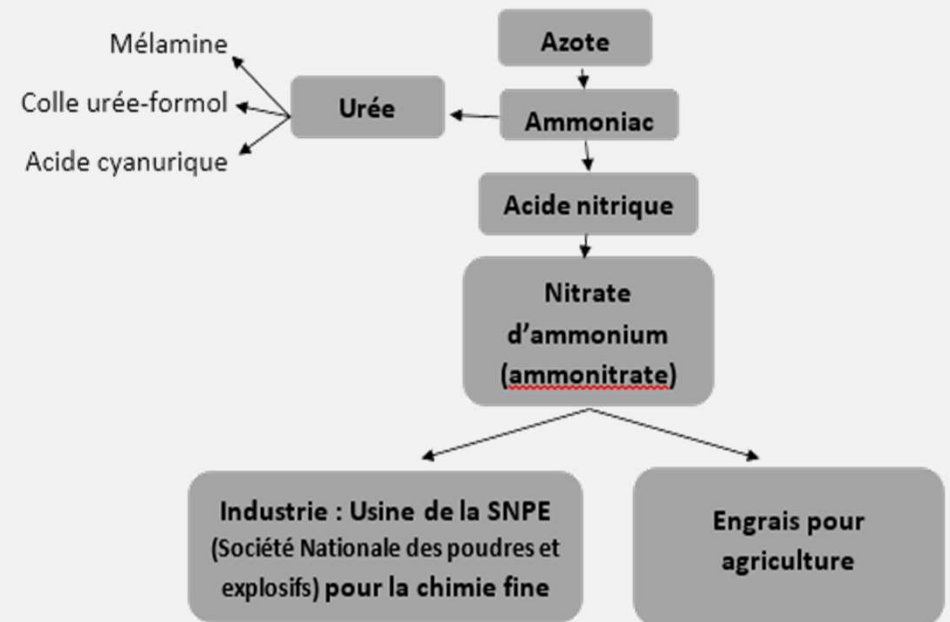 Azote
Mélamine
Colle urée-formol
Acide cyanurique
Urée
Ammoniac
Acide nitrique
Nitrate
d’ammonium
(ammonitrate)
Industrie : Usine de la SNPE
(Société Nationale des poudres et
explosifs) pour la chimie fine
Engrais pour
agriculture